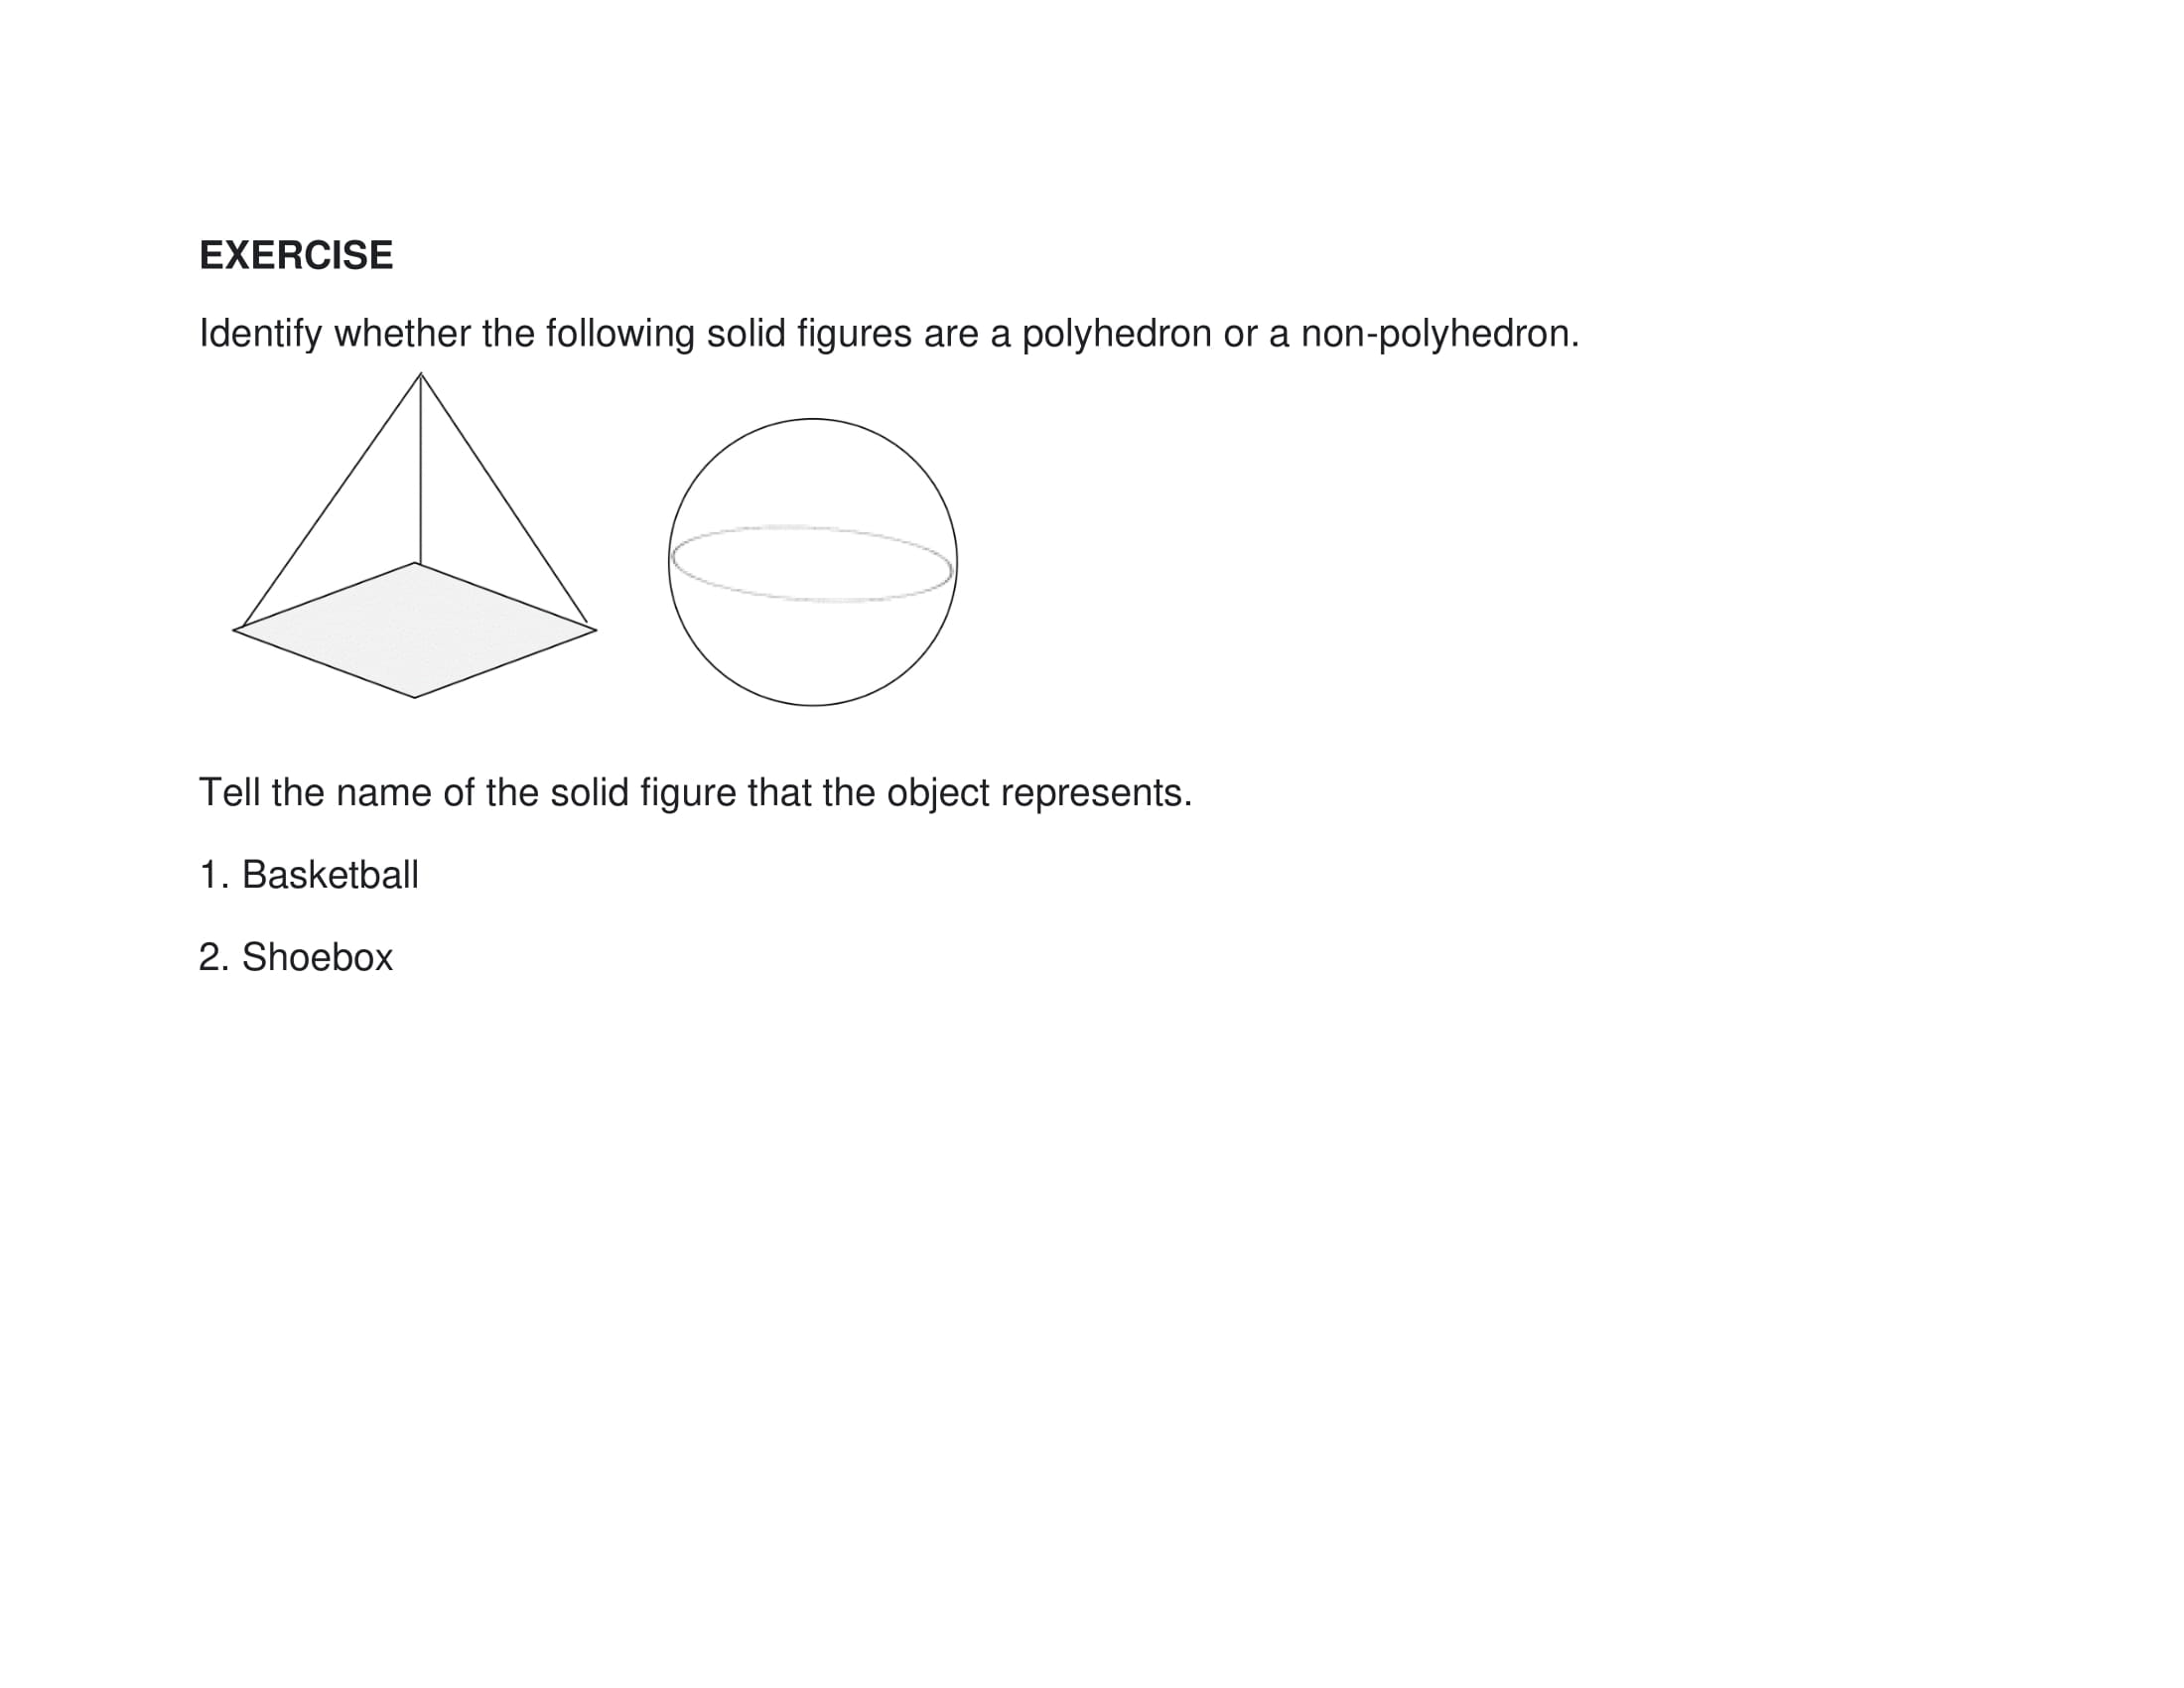 EXERCISE
Identify whether the following solid figures are a polyhedron or a non-polyhedron.
Tell the name of the solid figure that the object represents.
1. Basketball
2. Shoebox